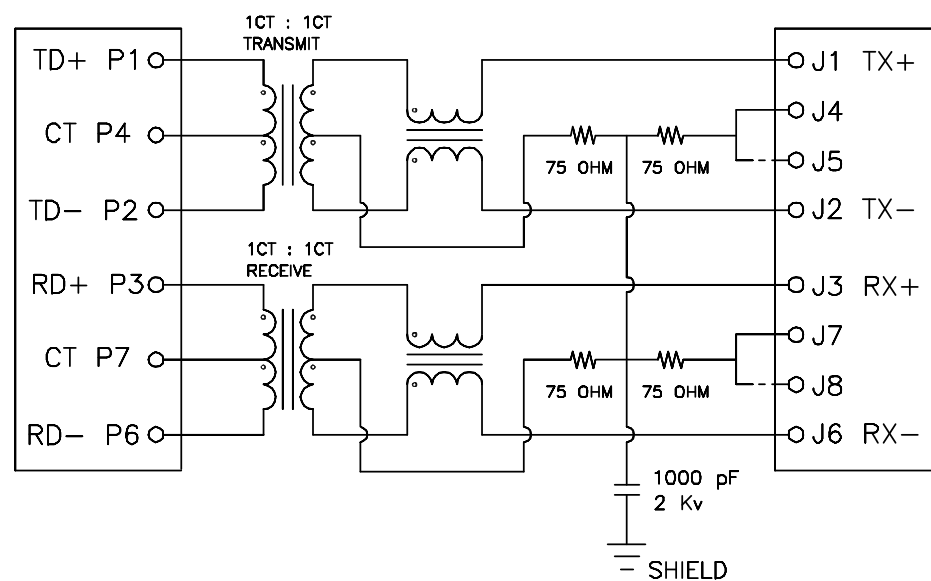 1CT : 1CT
TRANSMIT
TD+ P1
J1 TX+
J4
CT P4
75 OHM
75 OHM
J5
TD- P2
J2 TX-
1CT : 1CT
RECEIVE
RD+ P3
J3 RX+
J7
CT P7
75 OHM
75 OHM
J8
RD- P6
J6 RX-
1000 pF
2 Kv
SHIELD